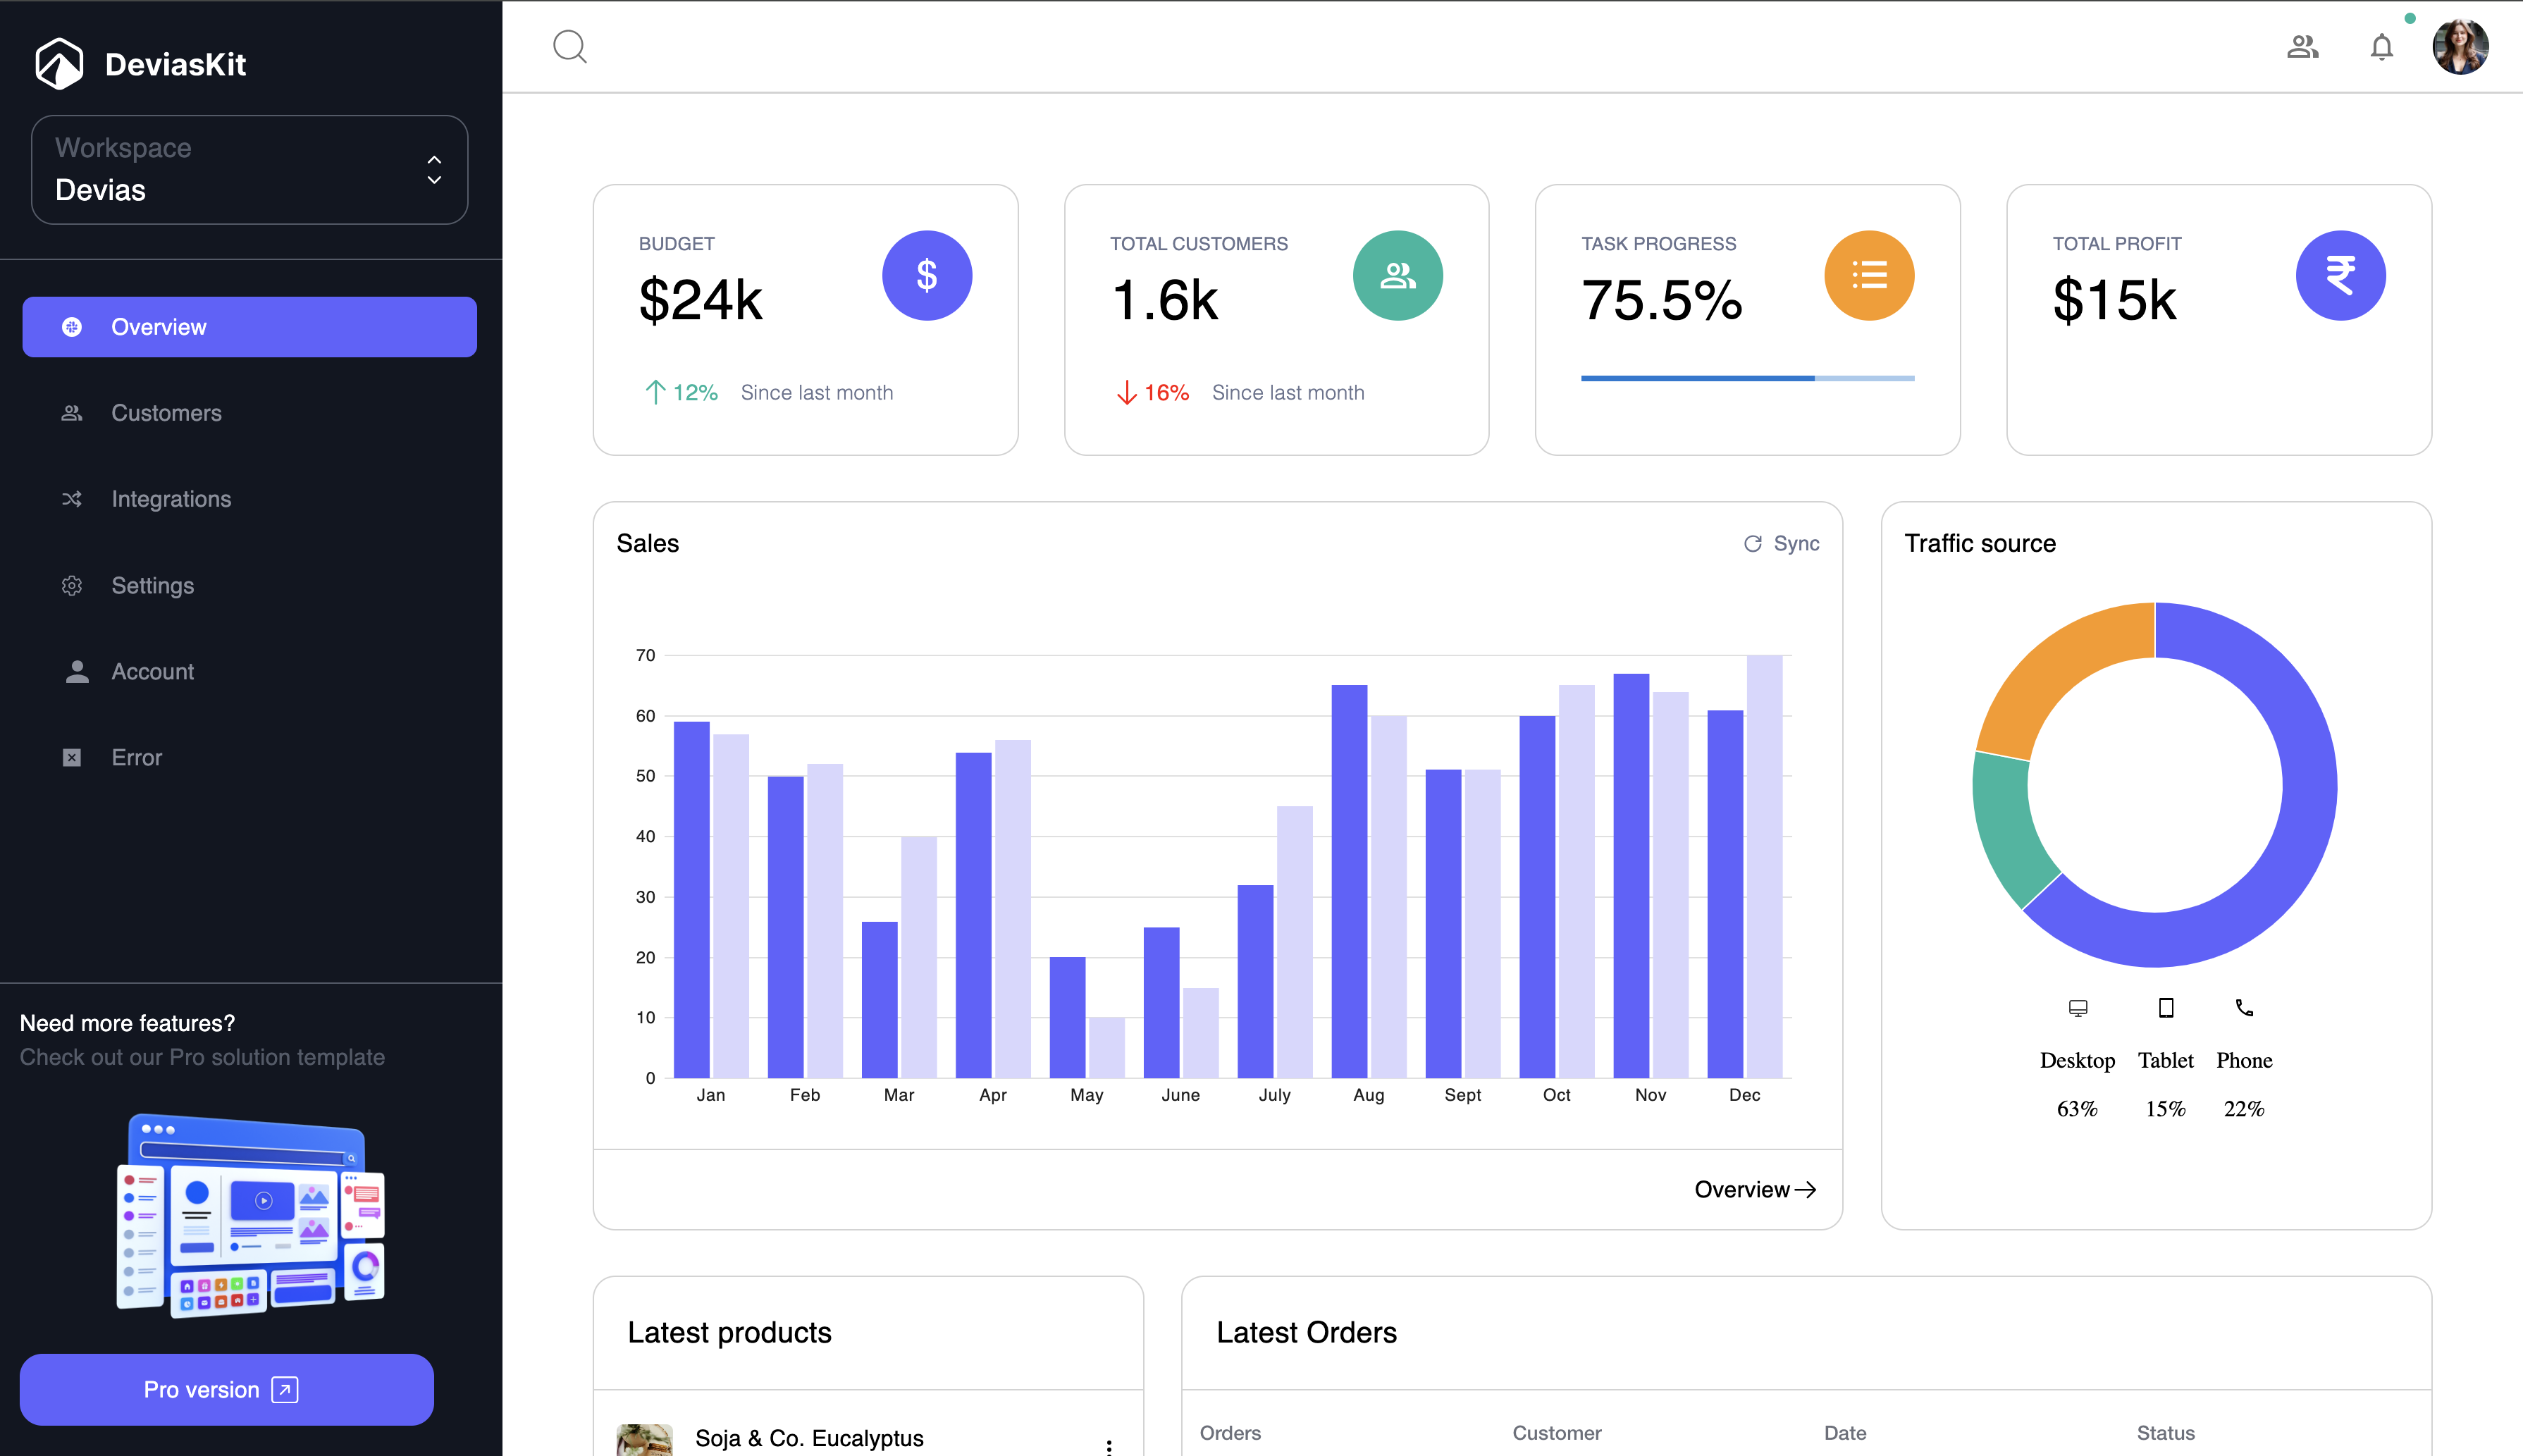 DeviasKit
Workspace
Devias
Overview
Customers
Integrations
Settings
Account
Error
Need more features?
Check out our Pro solution template
Pro version
BUDGET
$24k
$
12% Since last month
TOTAL CUSTOMERS
1.6k
16% Since last month
TASK PROGRESS
75.5%
TOTAL PROFIT
$15k
₹
Sales
Sync
70
60
50
40
30
20
10
0
Jan Feb Mar Apr May June July Aug Sept Oct Nov Dec
Overview
Traffic source
Desktop Tablet Phone
63% 15% 22%
Latest products
Soja & Co. Eucalyptus
Latest Orders
Orders Customer Date Status